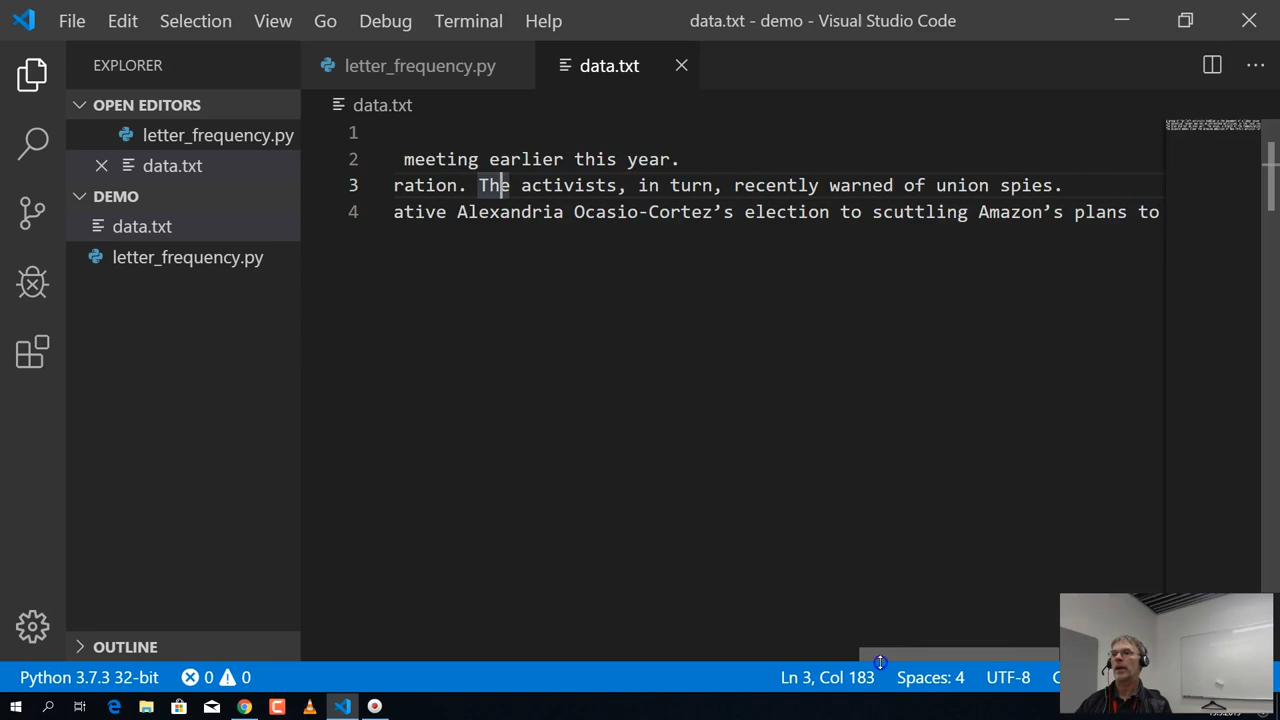 File Edit Selection View Go Debug Terminal Help data.txt - demo - Visual Studio Code
EXPLORER
letter_frequency.py
data.txt
OPEN EDITORS
data.txt
letter_frequency.py
1
data.txt
2 meeting earlier this year.
DEMO
3 ration. The activists, in turn, recently warned of union spies.
data.txt
4 ative Alexandria Ocasio-Cortez’s election to scuttling Amazon’s plans to
letter_frequency.py
OUTLINE
Python 3.7.3 32-bit 0 0 Ln 3, Col 183 Spaces: 4 UTF-8